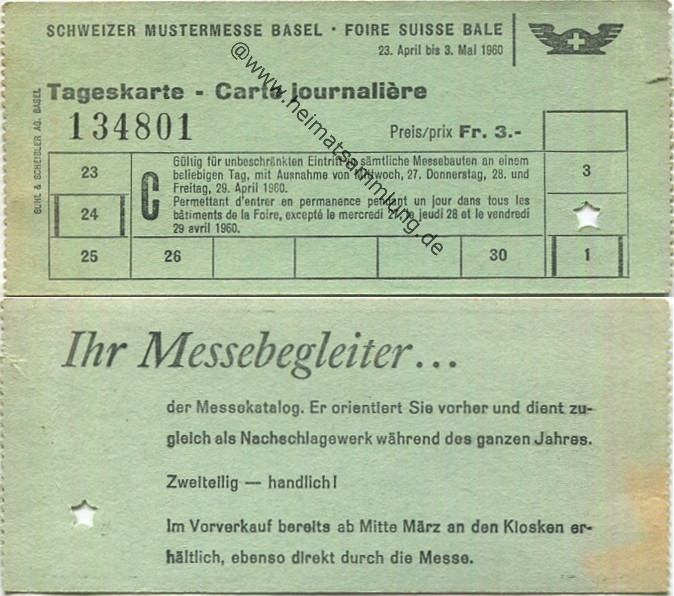 SCHWEIZER MUSTERMESSE BASEL · FOIRE SUISSE BALE
23. April bis 3. Mai 1960
Tageskarte - Carte journalière
134801
Preis/prix Fr. 3.-
BUHL & SCHEIDLER AG. BASEL
23
24
25
26
30
3
1
C
Gültig für unbeschränkten Eintritt in sämtliche Messebauten an einem
beliebigen Tag, mit Ausnahme von Mittwoch, 27. Donnerstag, 28. und
Freitag, 29. April 1960.
Permettant d'entrer en permanence pendant un jour dans tous les
bâtiments de la Foire, excepté le mercredi 27, le jeudi 28 et le vendredi
29 avril 1960.
@www.heimatsammlung.de
Ihr Messebegleiter...
der Messekatalog. Er orientiert Sie vorher und dient zu-
gleich als Nachschlagewerk während des ganzen Jahres.
Zweiteilig — handlich!
Im Vorverkauf bereits ab Mitte März an den Kiosken er-
hältlich, ebenso direkt durch die Messe.